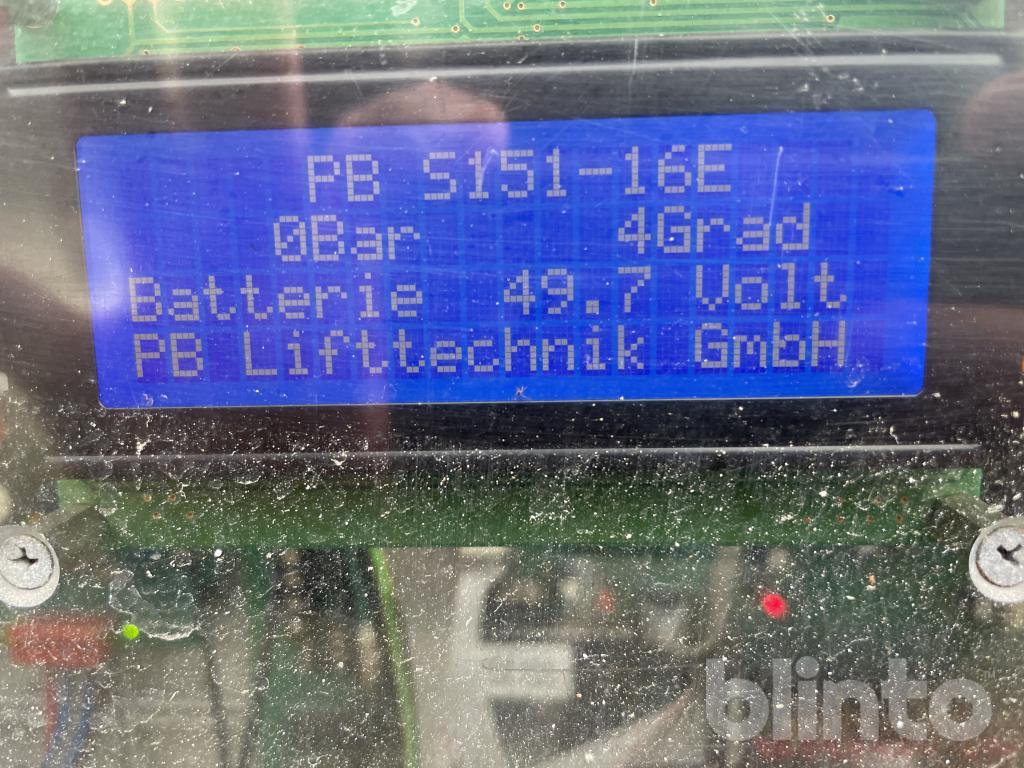 PB S151-16E
0Bar 4Grad
Batterie 49.7 Volt
PB Lifttechnik GmbH
blinto